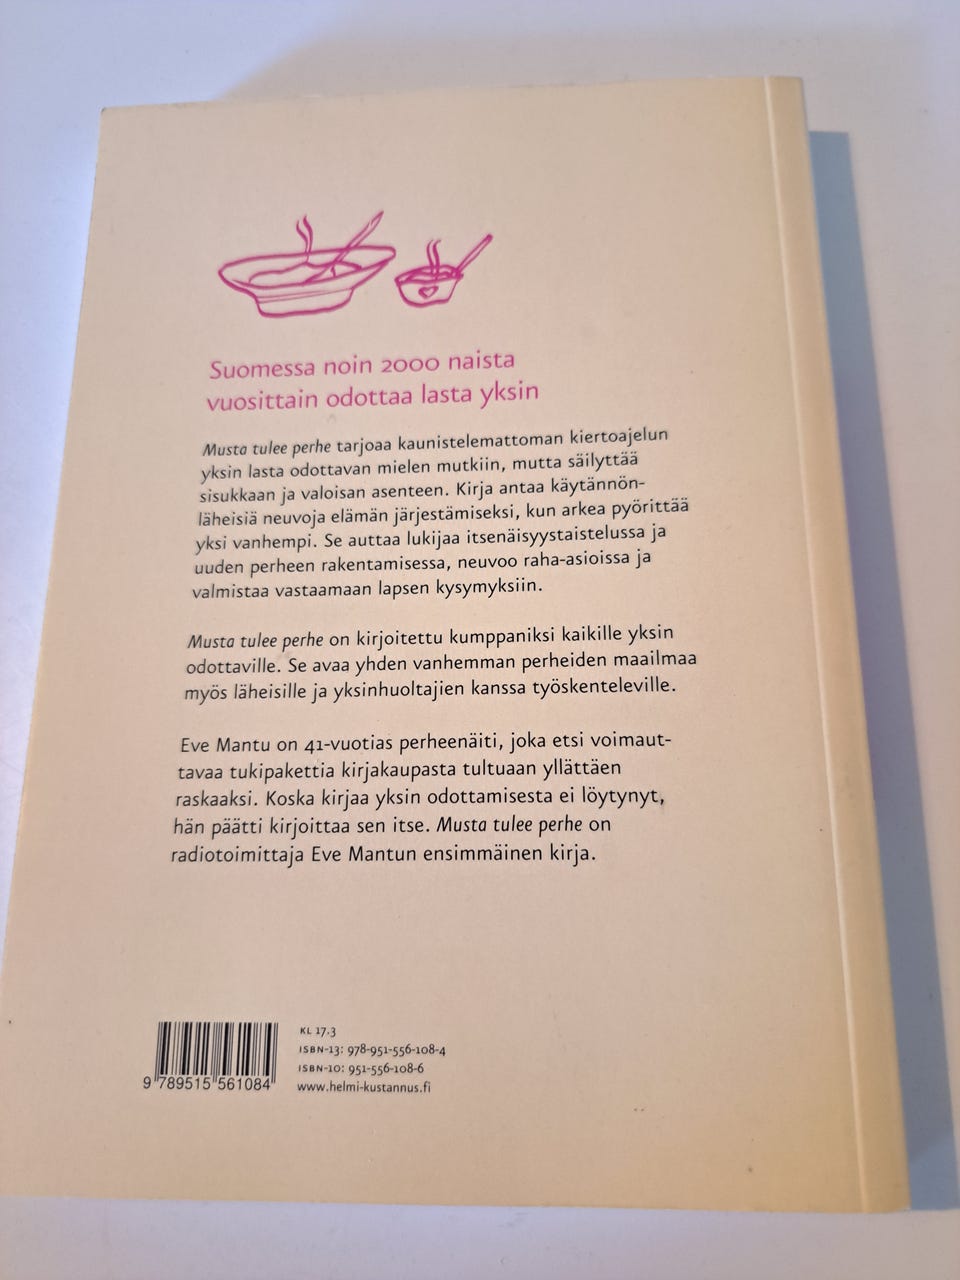 Suomessa noin 2000 naista
vuosittain odottaa lasta yksin
Musta tulee perhe tarjoaa kaunistelemattoman kiertoajelun
yksin lasta odottavan mielen mutkiin, mutta säilyttää
sisukkaan ja valoisan asenteen. Kirja antaa käytännön-
läheisiä neuvoja elämän järjestämiseksi, kun arkea pyörittää
yksi vanhempi. Se auttaa lukijaa itsenäisyystaistelussa ja
uuden perheen rakentamisessa, neuvoo raha-asioissa ja
valmistaa vastaamaan lapsen kysymyksiin.
Musta tulee perhe on kirjoitettu kumppaniksi kaikille yksin
odottaville. Se avaa yhden vanhemman perheiden maailmaa
myös läheisille ja yksinhuoltajien kanssa työskenteleville.
Eve Mantu on 41-vuotias perheenäiti, joka etsi voimaut-
tavaa tukipakettia kirjakaupasta tultuaan yllättäen
raskaaksi. Koska kirjaa yksin odottamisesta ei löytynyt,
hän päätti kirjoittaa sen itse. Musta tulee perhe on
radiotoimittaja Eve Mantun ensimmäinen kirja.
KL 17.3
ISBN-13: 978-951-556-108-4
ISBN-10: 951-556-108-6
www.helmi-kustannus.fi
9 789515 561084